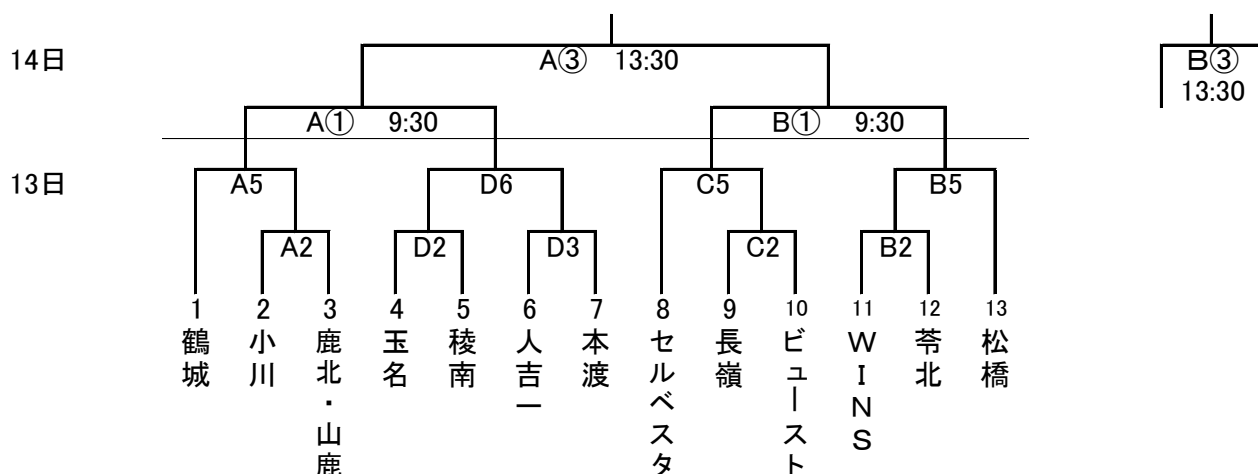 14日
A③ 13:30
B③
13:30
A① 9:30
B① 9:30
13日
A5
D6
C5
B5
A2
D2
D3
C2
B2
1
2
3
4
5
6
7
8
9
10
11
12
13
鶴城
小川
鹿北・山鹿
玉名
稜南
人吉一
本渡
セルベスタ
長嶺
ビュースト
WINS
苓北
松橋